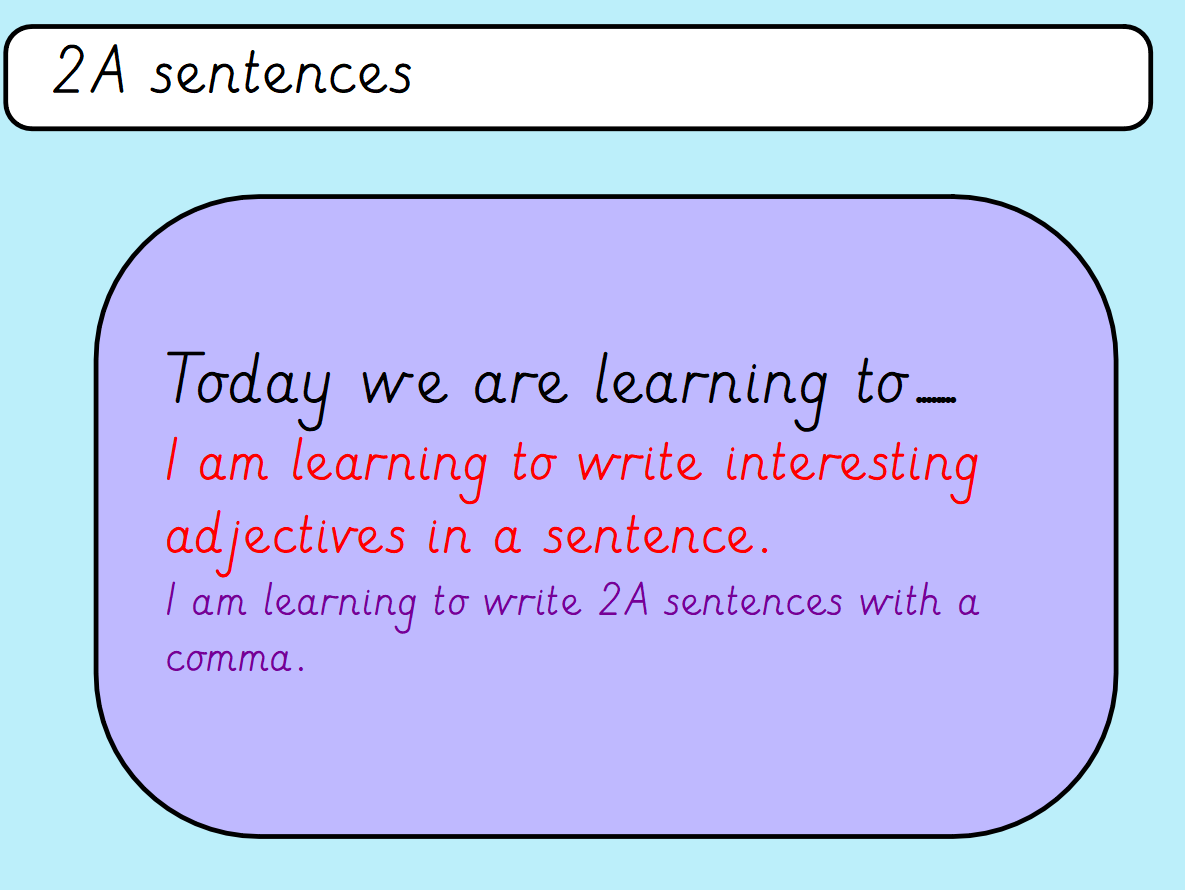 2A sentences
Today we are learning to......
I am learning to write interesting
adjectives in a sentence.
I am learning to write 2A sentences with a
comma.